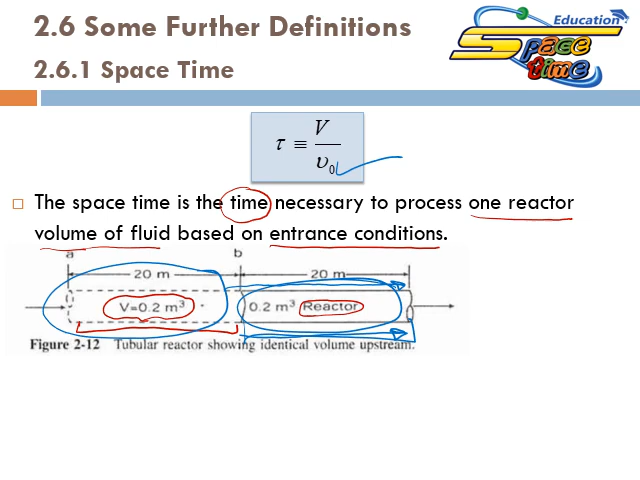 2.6 Some Further Definitions
2.6.1 Space Time
Education
Space
time
τ ≡ V / υ0
The space time is the time necessary to process one reactor
volume of fluid based on entrance conditions.
a b
20 m 20 m
V=0.2 m³ 0.2 m³ Reactor
Figure 2-12 Tubular reactor showing identical volume upstream.